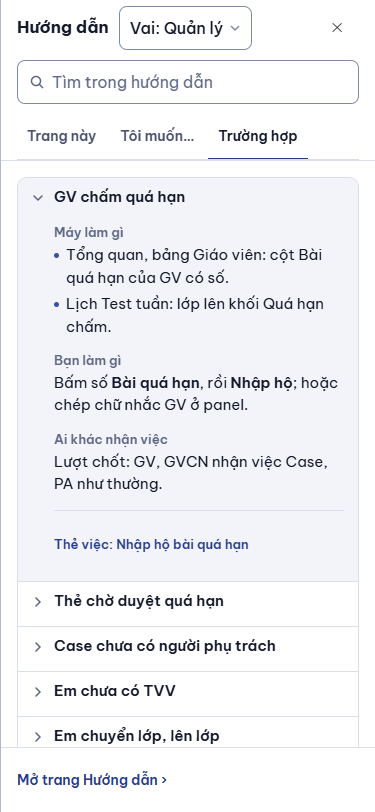 Hướng dẫn
Vai: Quản lý
Tìm trong hướng dẫn
Trang này
Tôi muốn...
Trường hợp
GV chấm quá hạn
Máy làm gì
Tổng quan, bảng Giáo viên: cột Bài
quá hạn của GV có số.
Lịch Test tuần: lớp lên khối Quá hạn
chấm.
Bạn làm gì
Bấm số Bài quá hạn, rồi Nhập hộ; hoặc
chép chữ nhắc GV ở panel.
Ai khác nhận việc
Lượt chốt: GV, GVCN nhận việc Case,
PA như thường.
Thẻ việc: Nhập hộ bài quá hạn
Thẻ chờ duyệt quá hạn
Case chưa có người phụ trách
Em chưa có TVV
Em chuyển lớp, lên lớp
Mở trang Hướng dẫn ›